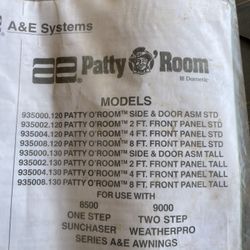 A&E Systems
AE® Patty O'Room™
Dometic
MODELS
935000.120 PATTY O'ROOM™ SIDE & DOOR ASM STD
935002.120 PATTY O'ROOM™ 2 FT. FRONT PANEL STD
935004.120 PATTY O'ROOM™ 4 FT. FRONT PANEL STD
935008.120 PATTY O'ROOM™ 8 FT. FRONT PANEL STD
935000.130 PATTY O'ROOM™ SIDE & DOOR ASM TALL
935002.130 PATTY O'ROOM™ 2 FT. FRONT PANEL TALL
935004.130 PATTY O'ROOM™ 4 FT. FRONT PANEL TALL
935008.130 PATTY O'ROOM™ 8 FT. FRONT PANEL TALL
FOR USE WITH
8500 9000
ONE STEP TWO STEP
SUNCHASER WEATHERPRO
SERIES A&E AWNINGS